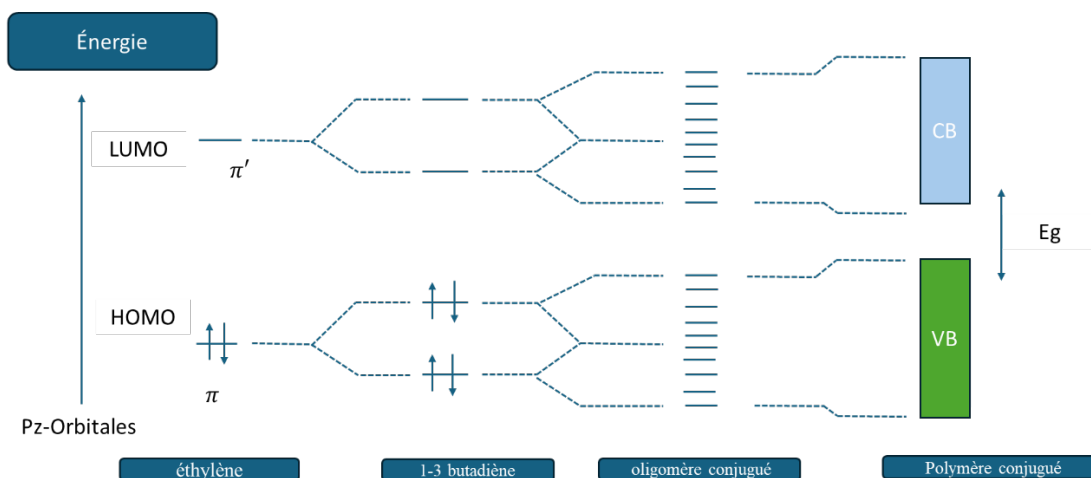 Énergie
LUMO
π′
CB
Eg
HOMO
VB
π
Pz-Orbitales
éthylène
1-3 butadiène
oligomère conjugué
Polymère conjugué